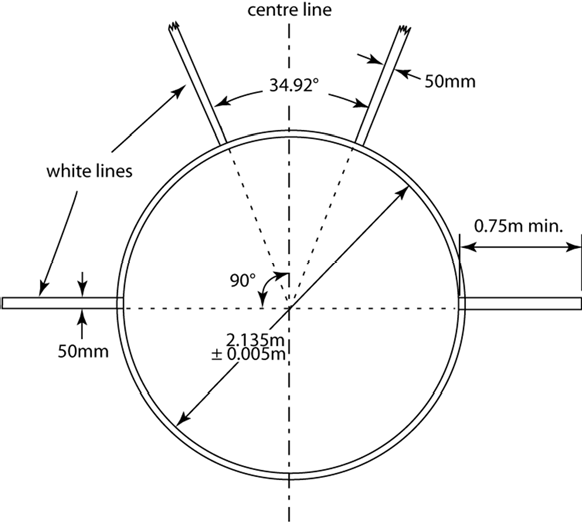 centre line
34.92°
50mm
white lines
0.75m min.
90°
2.135m
± 0.005m
50mm